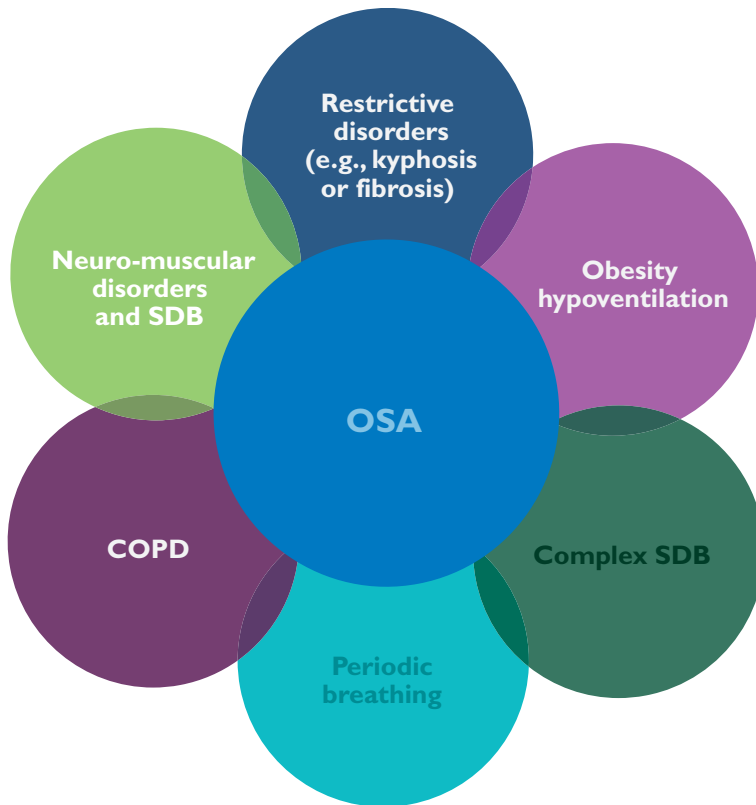 Restrictive
disorders
(e.g., kyphosis
or fibrosis)
Neuro-muscular
disorders
and SDB
Obesity
hypoventilation
OSA
COPD
Complex SDB
Periodic
breathing